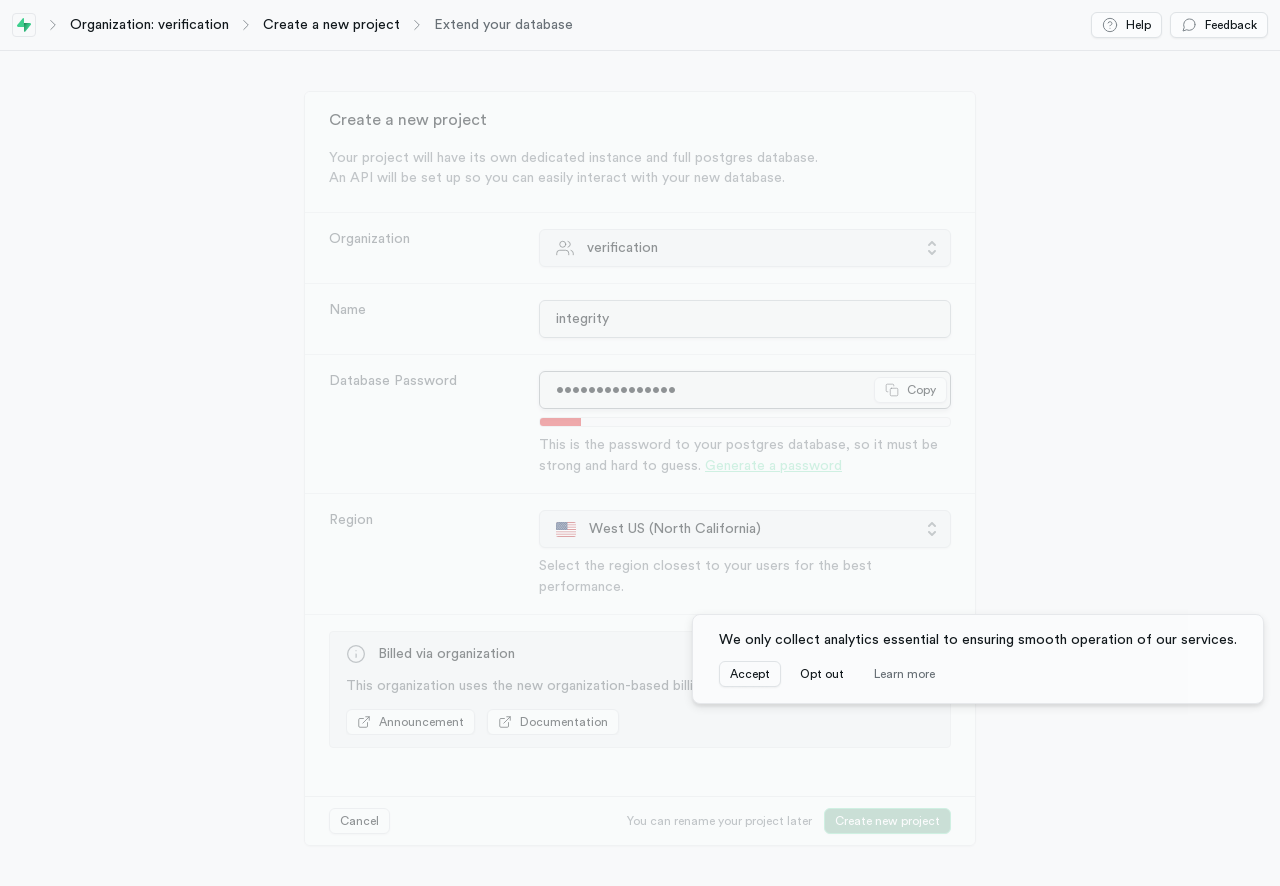 Organization: verification
Create a new project
Extend your database
Help
Feedback
Create a new project
Your project will have its own dedicated instance and full postgres database.
An API will be set up so you can easily interact with your new database.
Organization
verification
Name
integrity
Database Password
•••••••••••••••
Copy
This is the password to your postgres database, so it must be
strong and hard to guess. Generate a password
Region
West US (North California)
Select the region closest to your users for the best
performance.
Billed via organization
This organization uses the new organization-based
We only collect analytics essential to ensuring smooth operation of our services.
Accept
Opt out
Learn more
Announcement
Documentation
Cancel
You can rename your project later
Create new project